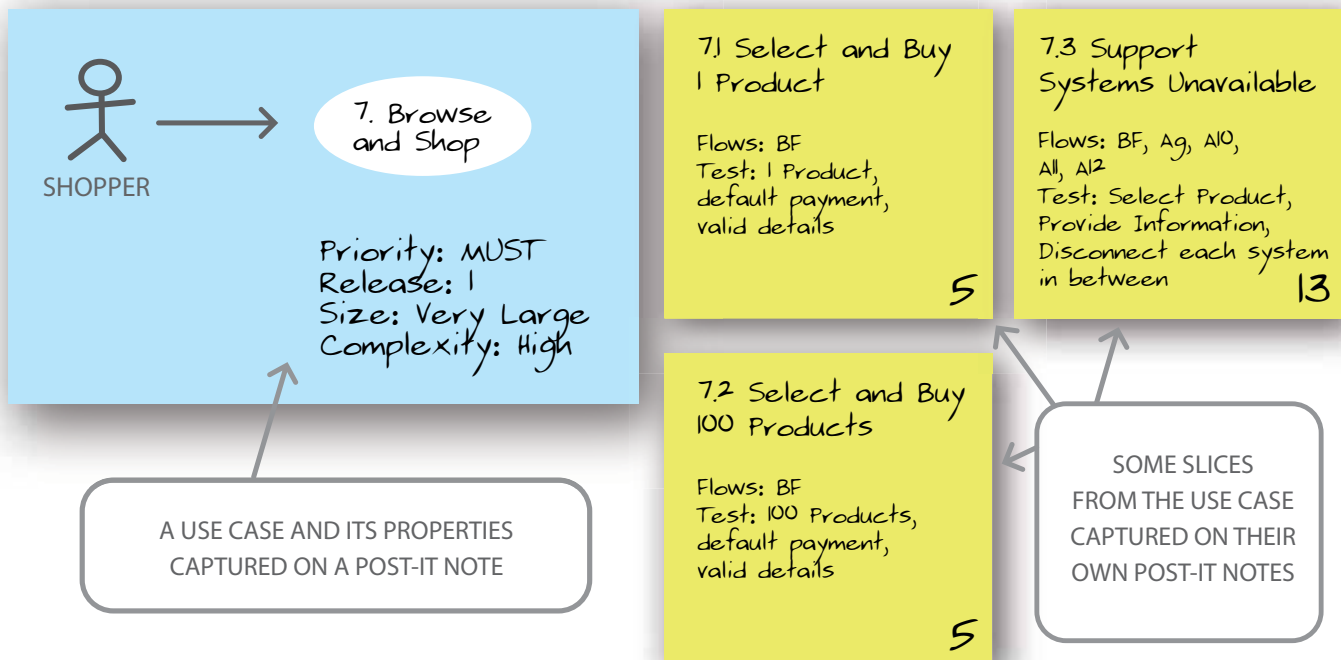 SHOPPER
7. Browse
and Shop
Priority: MUST
Release: 1
Size: Very Large
Complexity: High
A USE CASE AND ITS PROPERTIES
CAPTURED ON A POST-IT NOTE
7.1 Select and Buy
1 Product
Flows: BF
Test: 1 Product,
default payment,
valid details
5
7.2 Select and Buy
100 Products
Flows: BF
Test: 100 Products,
default payment,
valid details
5
7.3 Support
Systems Unavailable
Flows: BF, A9, A10,
A11, A12
Test: Select Product,
Provide Information,
Disconnect each system
in between
13
SOME SLICES
FROM THE USE CASE
CAPTURED ON THEIR
OWN POST-IT NOTES